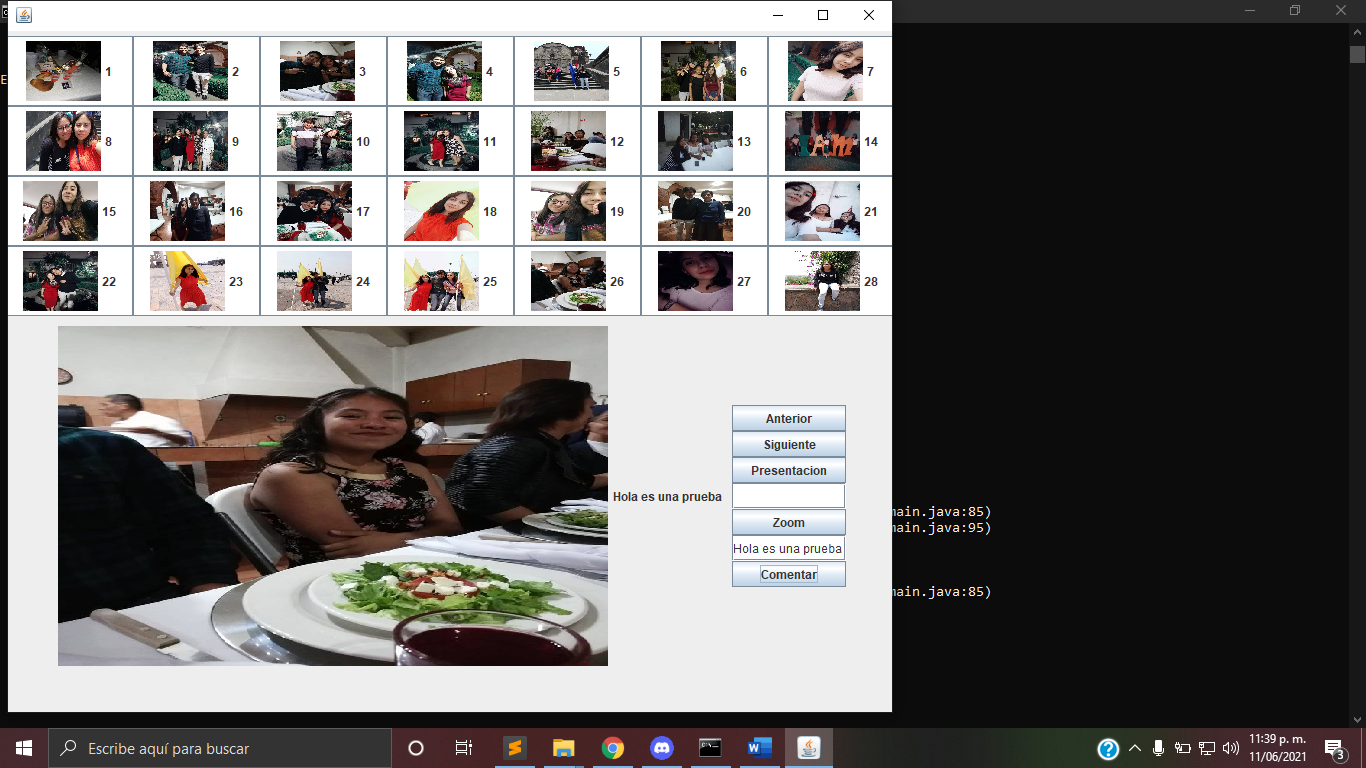 E
1
2
3
4
5
6
7
8
9
10
11
12
13
14
15
16
17
18
19
20
21
22
23
24
25
26
27
28
Anterior
Siguiente
Presentacion
Hola es una prueba
Zoom
Hola es una prueba
Comentar
main.java:85)
main.java:95)
main.java:85)
Escribe aquí para buscar
11:39 p. m.
11/06/2021
3